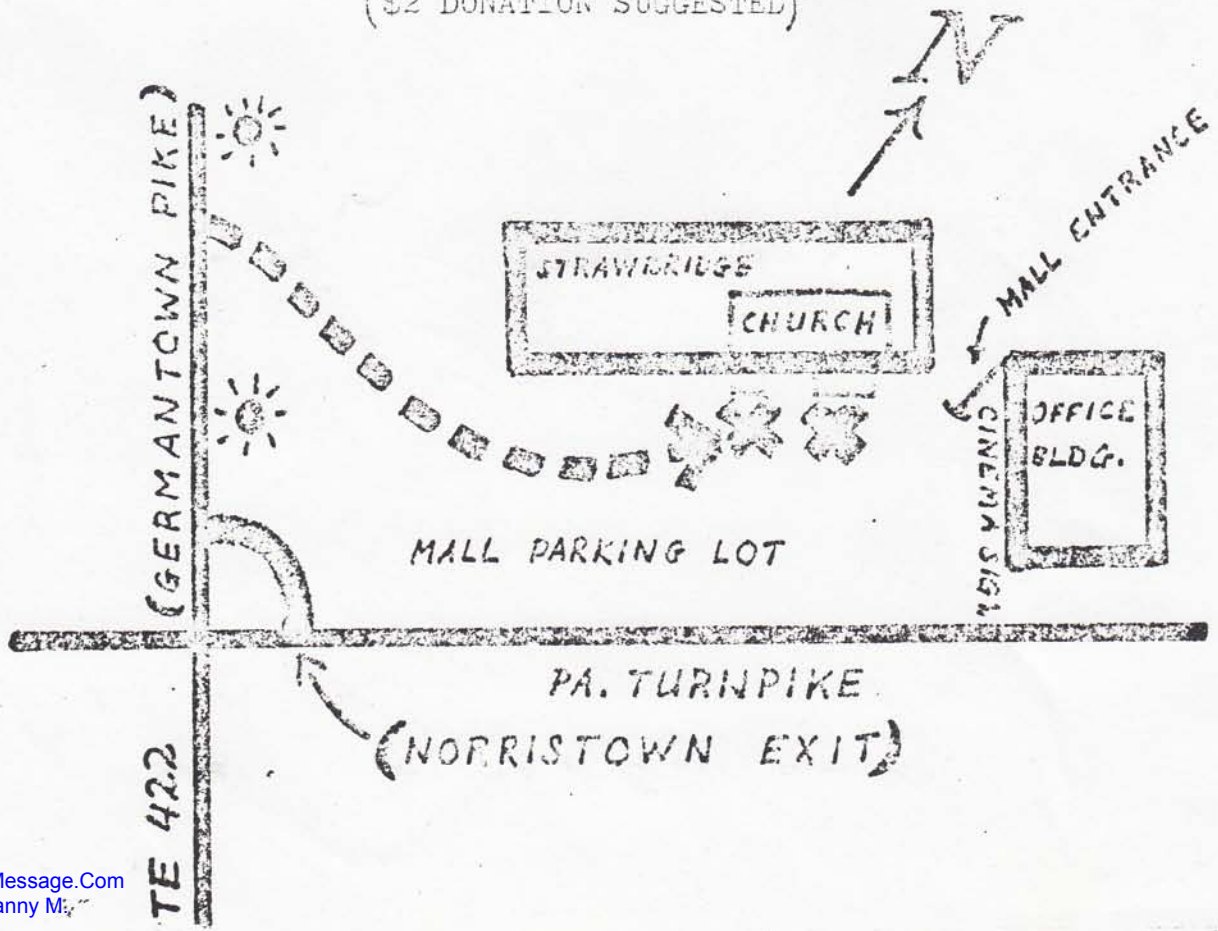 ($2 DONATION SUGGESTED)
N
(GERMANTOWN PIKE)
STRAWBRIDGE
CHURCH
MALL ENTRANCE
CINEMA SIGN
OFFICE
BLDG.
MALL PARKING LOT
PA. TURNPIKE
(NORRISTOWN EXIT)
TE 422
Message.Com
anny M.